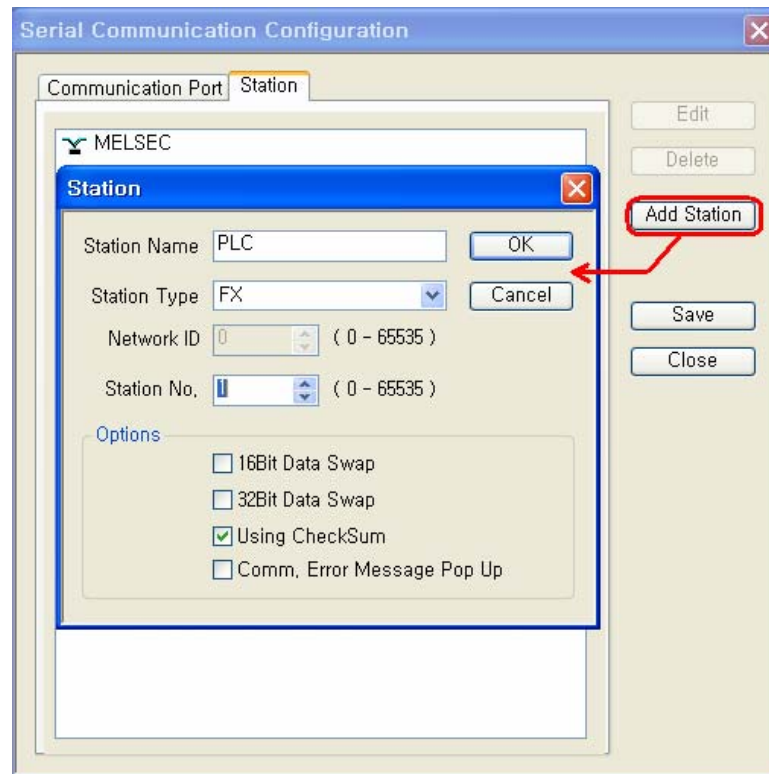 Serial Communication Configuration
Communication Port
Station
Edit
MELSEC
Delete
Station
Add Station
Station Name PLC
OK
Station Type FX
Cancel
Save
Network ID 0 ( 0 - 65535 )
Close
Station No, 1 ( 0 - 65535 )
Options
16Bit Data Swap
32Bit Data Swap
Using CheckSum
Comm, Error Message Pop Up